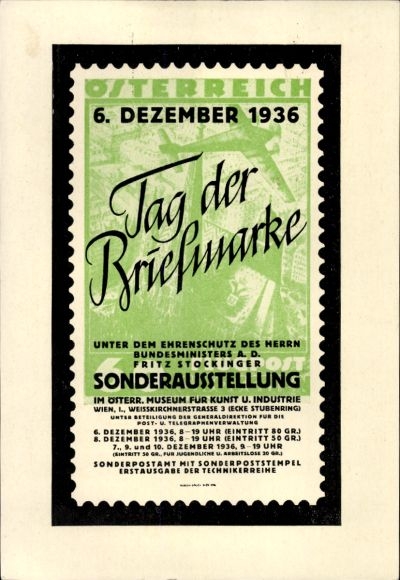 ÖSTERREICH
6. DEZEMBER 1936
Tag der
Briefmarke
UNTER DEM EHRENSCHUTZ DES HERRN
BUNDESMINISTERS A. D.
FRITZ STOCKINGER
SONDERAUSSTELLUNG
IM ÖSTERR. MUSEUM FÜR KUNST U. INDUSTRIE
WIEN, I., WEISSKIRCHNERSTRASSE 3 (ECKE STUBENRING)
UNTER BETEILIGUNG DER GENERALDIREKTION FÜR DIE
POST- U. TELEGRAPHENVERWALTUNG
6. DEZEMBER 1936, 8–19 UHR (EINTRITT 80 GR.)
8. DEZEMBER 1936, 8–19 UHR (EINTRITT 50 GR.)
7., 9. und 10. DEZEMBER 1936, 9–19 UHR
(EINTRITT 50 GR., FÜR JUGENDLICHE U. ARBEITSLOSE 20 GR.)
SONDERPOSTAMT MIT SONDERPOSTSTEMPEL
ERSTAUSGABE DER TECHNIKERREIHE